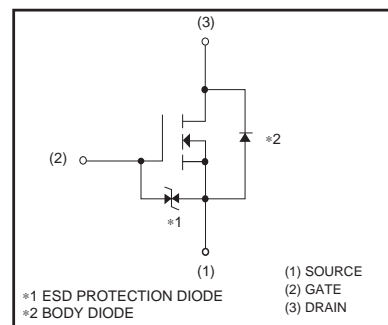 (3)
∗2
(2)
∗1
(1)
∗1 ESD PROTECTION DIODE
∗2 BODY DIODE
(1) SOURCE
(2) GATE
(3) DRAIN